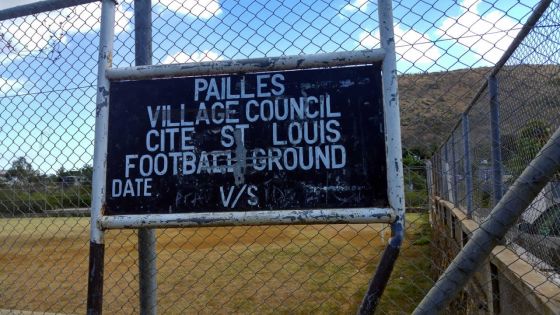 PAILLES
VILLAGE COUNCIL
CITE ST LOUIS
FOOTBALL GROUND
DATE
V/S